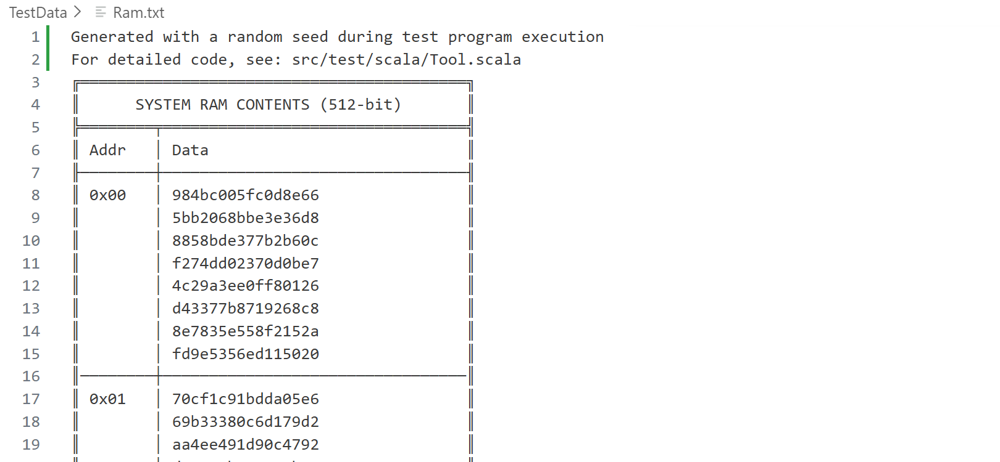 TestData > Ram.txt
1 Generated with a random seed during test program execution
2 For detailed code, see: src/test/scala/Tool.scala
3
4 SYSTEM RAM CONTENTS (512-bit)
5
6 Addr Data
7
8 0x00 984bc005fc0d8e66
9 5bb2068bbe3e36d8
10 8858bde377b2b60c
11 f274dd02370d0be7
12 4c29a3ee0ff80126
13 d43377b8719268c8
14 8e7835e558f2152a
15 fd9e5356ed115020
16
17 0x01 70cf1c91bdda05e6
18 69b33380c6d179d2
19 aa4ee491d90c4792